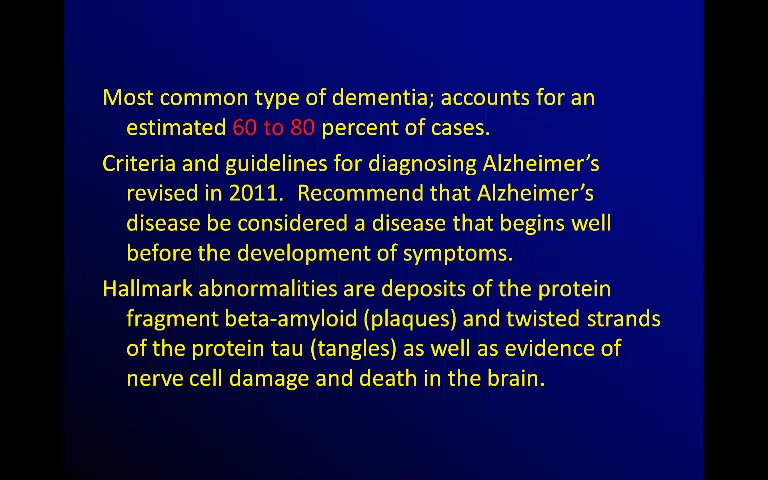 Most common type of dementia; accounts for an
estimated 60 to 80 percent of cases.
Criteria and guidelines for diagnosing Alzheimer’s
revised in 2011.  Recommend that Alzheimer’s
disease be considered a disease that begins well
before the development of symptoms.
Hallmark abnormalities are deposits of the protein
fragment beta-amyloid (plaques) and twisted strands
of the protein tau (tangles) as well as evidence of
nerve cell damage and death in the brain.